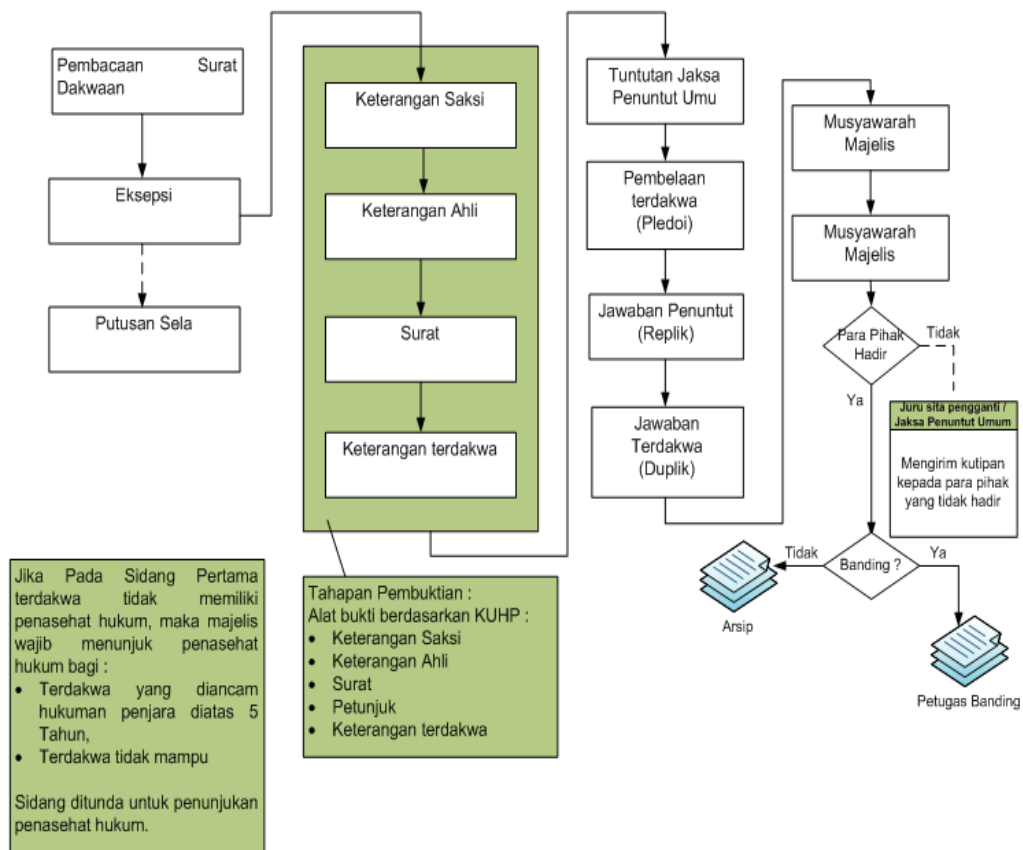 Pembacaan Surat
Dakwaan
Eksepsi
Putusan Sela
Keterangan Saksi
Keterangan Ahli
Surat
Keterangan terdakwa
Tuntutan Jaksa
Penuntut Umu
Pembelaan
terdakwa
(Pledoi)
Jawaban Penuntut
(Replik)
Jawaban
Terdakwa
(Duplik)
Musyawarah
Majelis
Musyawarah
Majelis
Para Pihak
Hadir
Tidak
Ya
Juru sita pengganti /
Jaksa Penuntut Umum
Mengirim kutipan
kepada para pihak
yang tidak hadir
Banding ?
Tidak
Ya
Arsip
Petugas Banding
Jika Pada Sidang Pertama
terdakwa tidak memiliki
penasehat hukum, maka majelis
wajib menunjuk penasehat
hukum bagi :
• Terdakwa yang diancam
hukuman penjara diatas 5
Tahun,
• Terdakwa tidak mampu
Sidang ditunda untuk penunjukan
penasehat hukum.
Tahapan Pembuktian :
Alat bukti berdasarkan KUHP :
• Keterangan Saksi
• Keterangan Ahli
• Surat
• Petunjuk
• Keterangan terdakwa